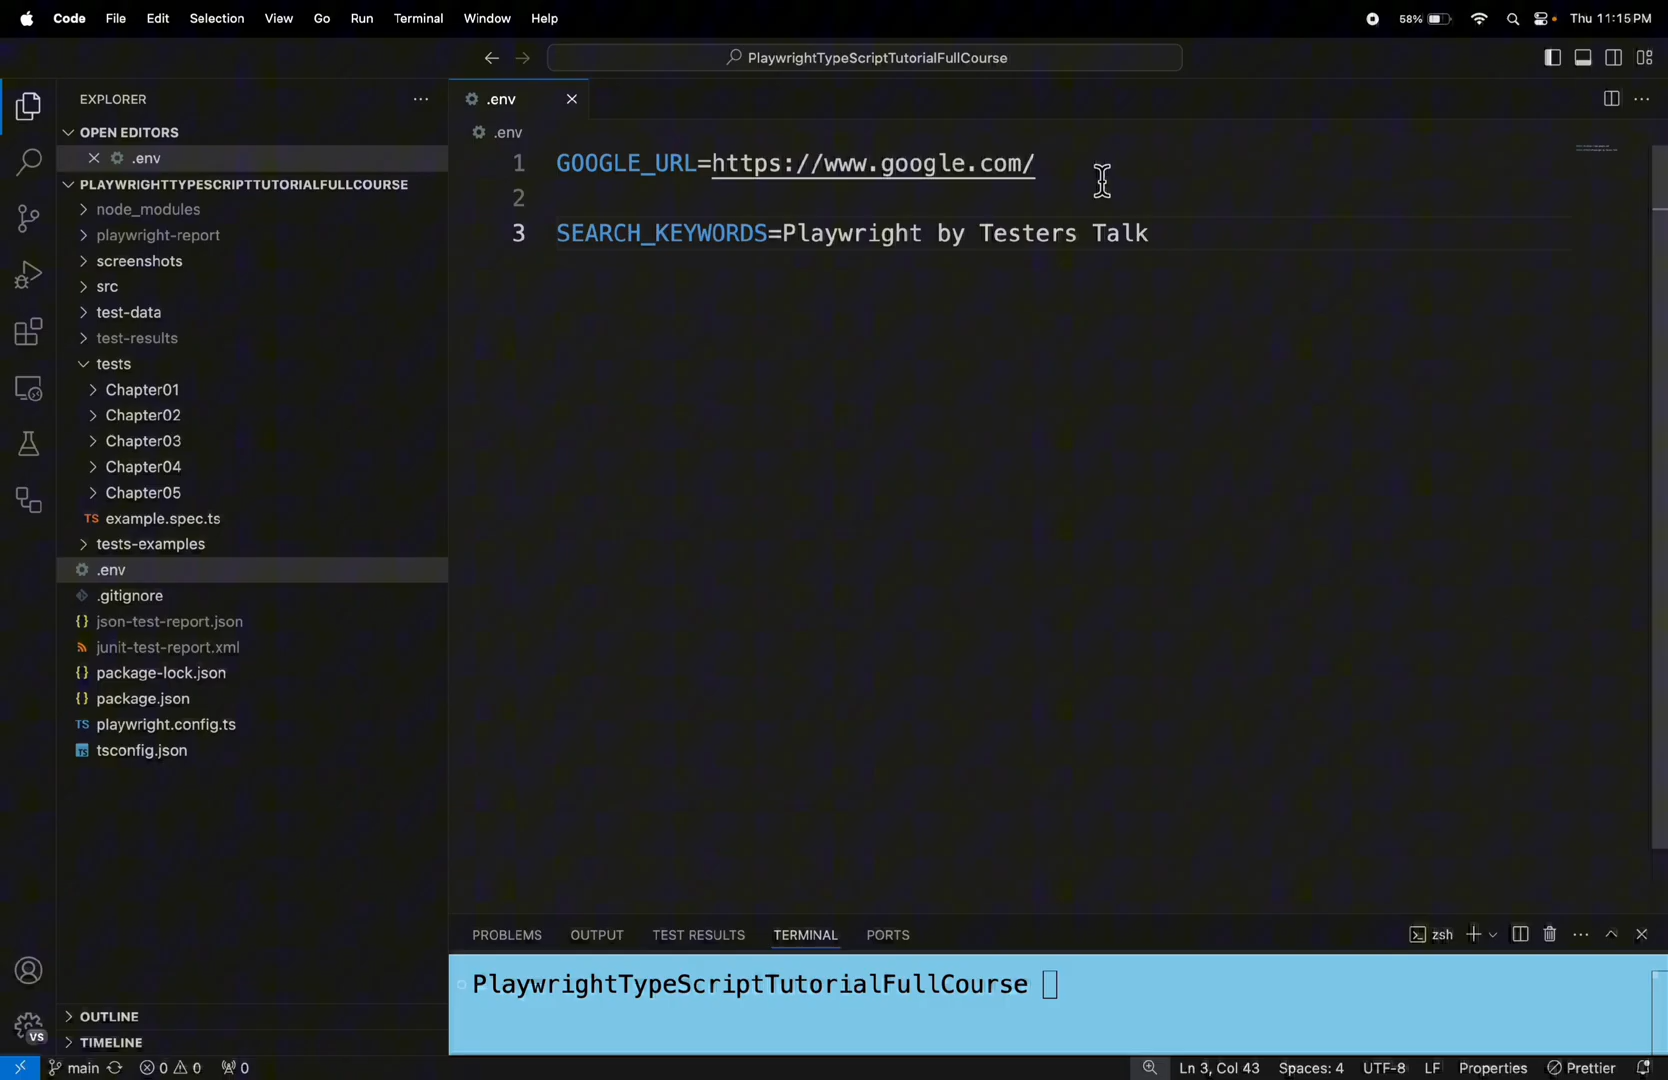 Code File Edit Selection View Go Run Terminal Window Help 58% Thu 11:15PM
PlaywrightTypeScriptTutorialFullCourse
EXPLORER
OPEN EDITORS
.env
PLAYWRIGHTTYPESCRIPTTUTORIALFULLCOURSE
node_modules
playwright-report
screenshots
src
test-data
test-results
tests
Chapter01
Chapter02
Chapter03
Chapter04
Chapter05
TS example.spec.ts
tests-examples
.env
.gitignore
{} json-test-report.json
junit-test-report.xml
{} package-lock.json
{} package.json
TS playwright.config.ts
TS tsconfig.json
OUTLINE
TIMELINE
.env
.env
1 GOOGLE_URL=https://www.google.com/
2
3 SEARCH_KEYWORDS=Playwright by Testers Talk
PROBLEMS OUTPUT TEST RESULTS TERMINAL PORTS zsh
PlaywrightTypeScriptTutorialFullCourse
VS
main 0 0 0 Ln 3, Col 43 Spaces: 4 UTF-8 LF Properties Prettier